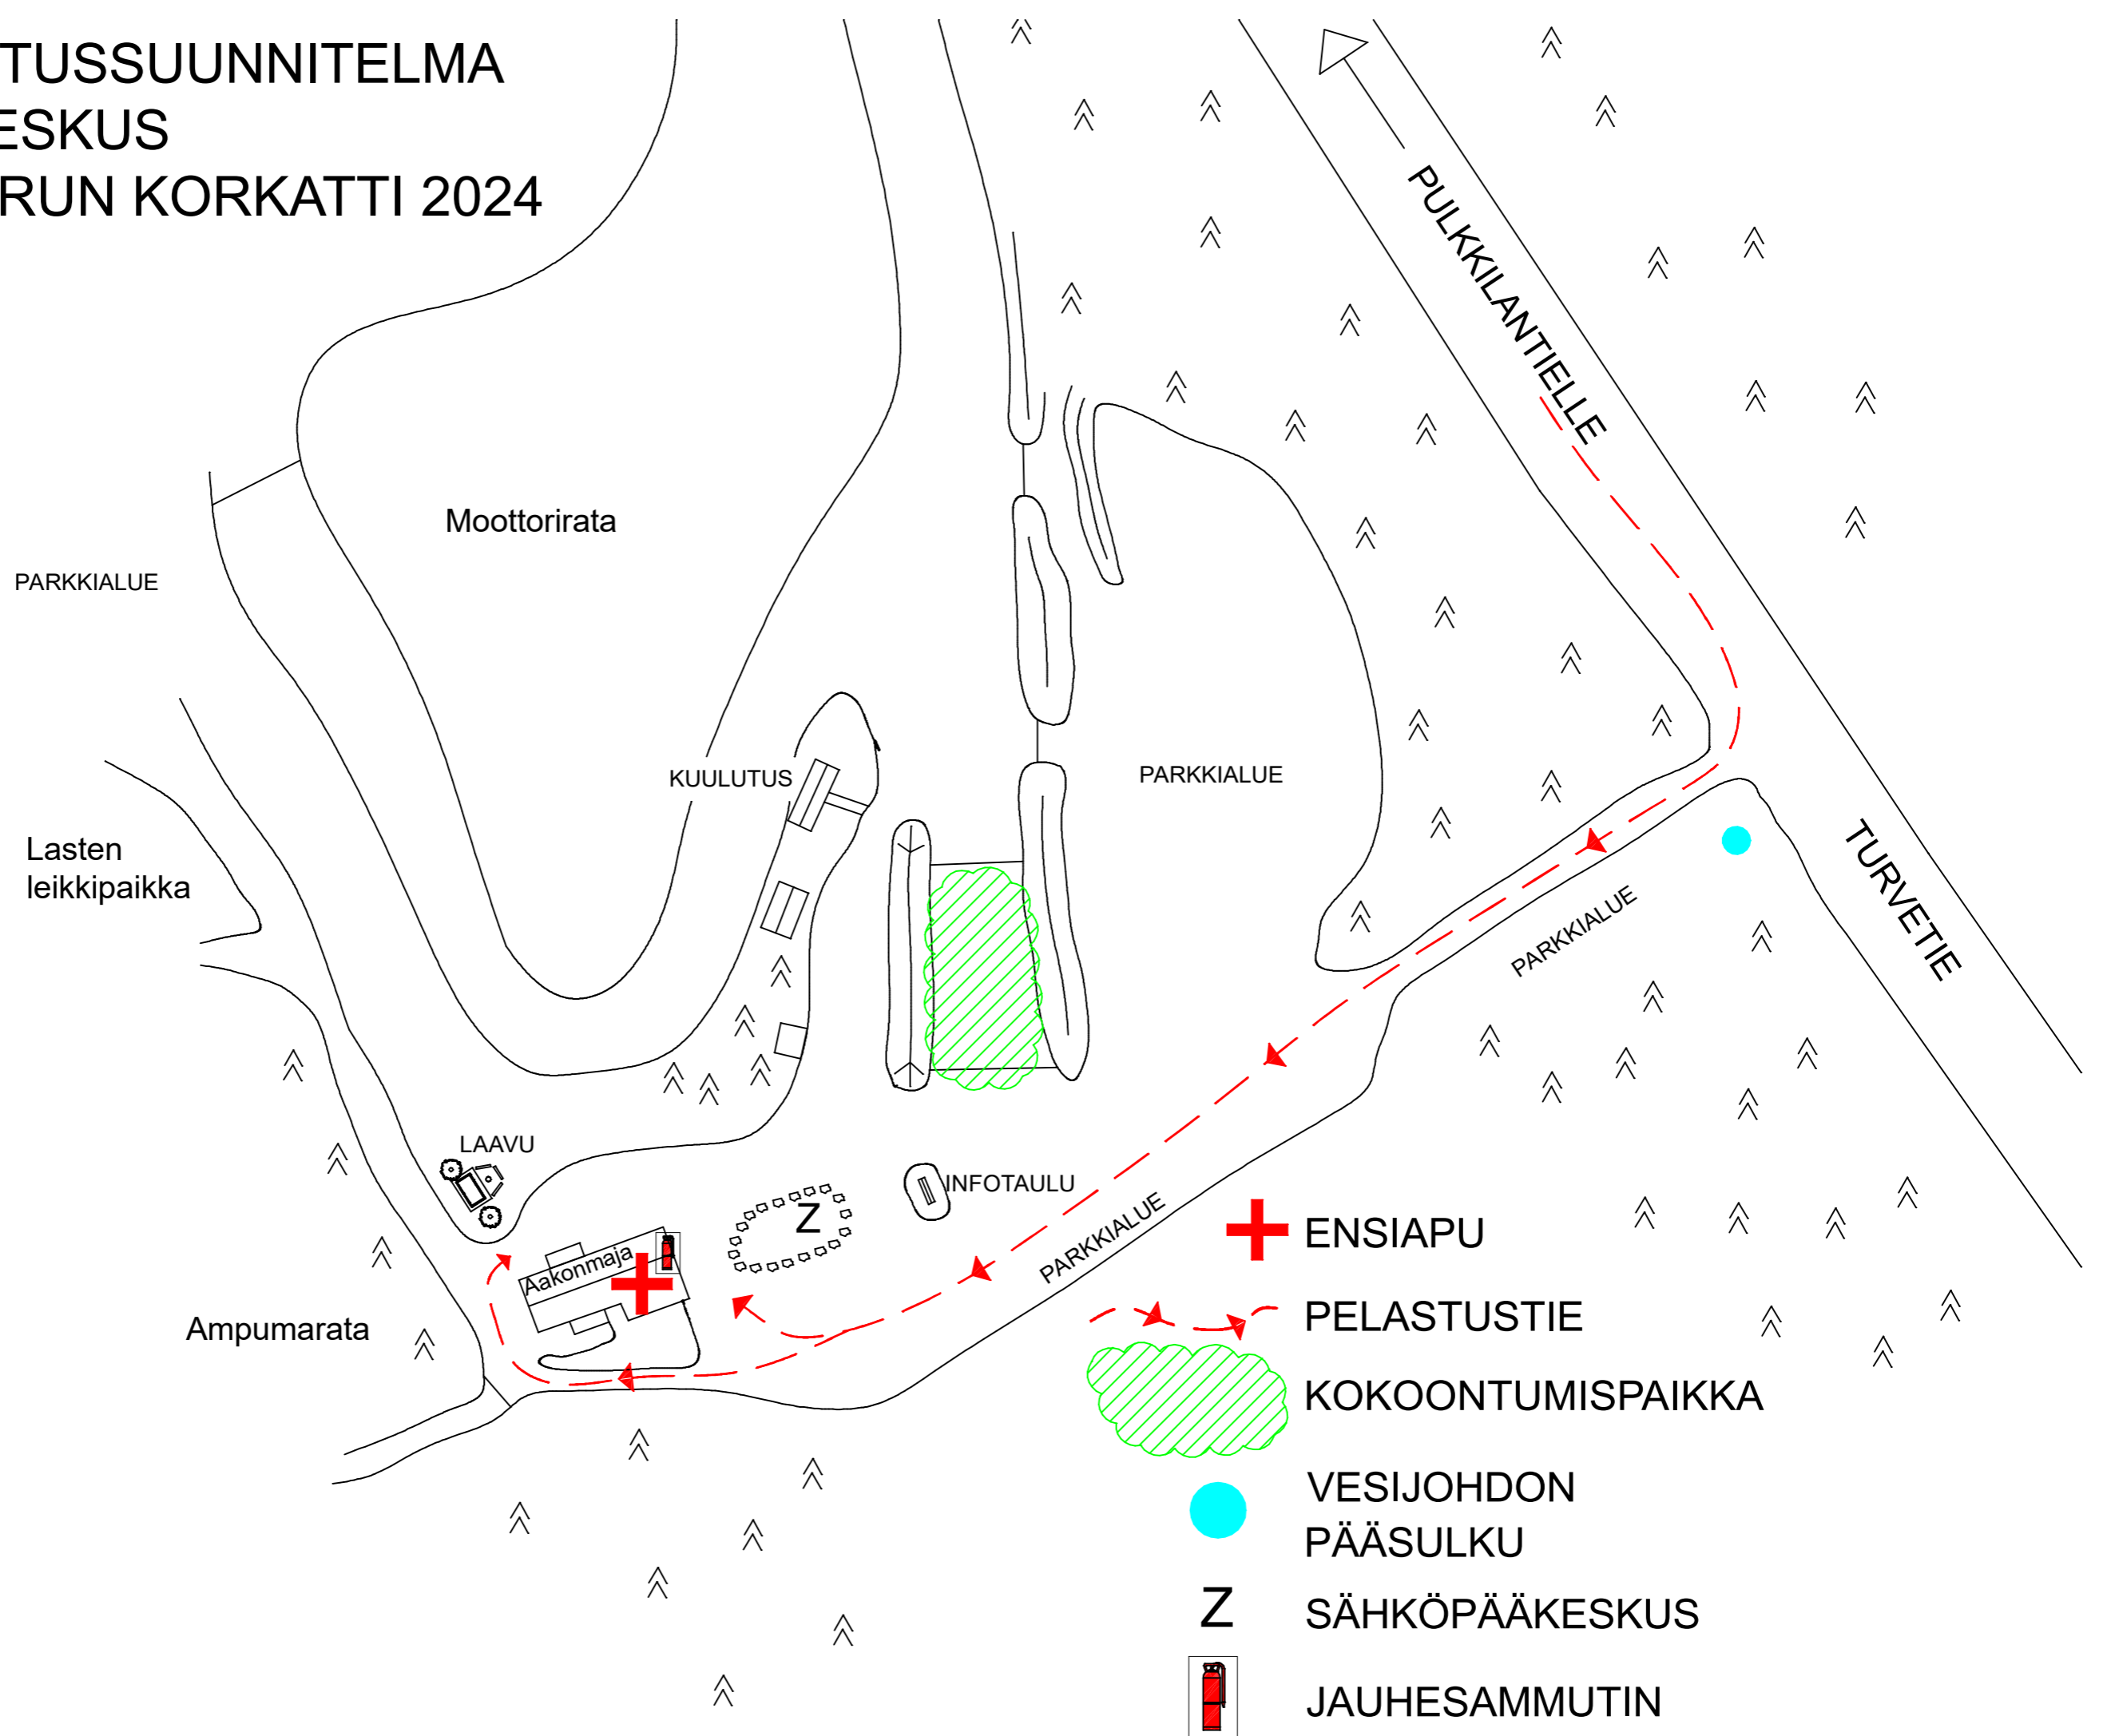 TUSSUUNNITELMA
ESKUS
RUN KORKATTI 2024
PULKKILANTIELLE
Moottorirata
PARKKIALUE
KUULUTUS
PARKKIALUE
Lasten
leikkipaikka
TURVETIE
PARKKIALUE
LAAVU
INFOTAULU
Z
PARKKIALUE
Aakonmaja
Ampumarata
ENSIAPU
PELASTUSTIE
KOKOONTUMISPAIKKA
VESIJOHDON
PÄÄSULKU
Z SÄHKÖPÄÄKESKUS
JAUHESAMMUTIN